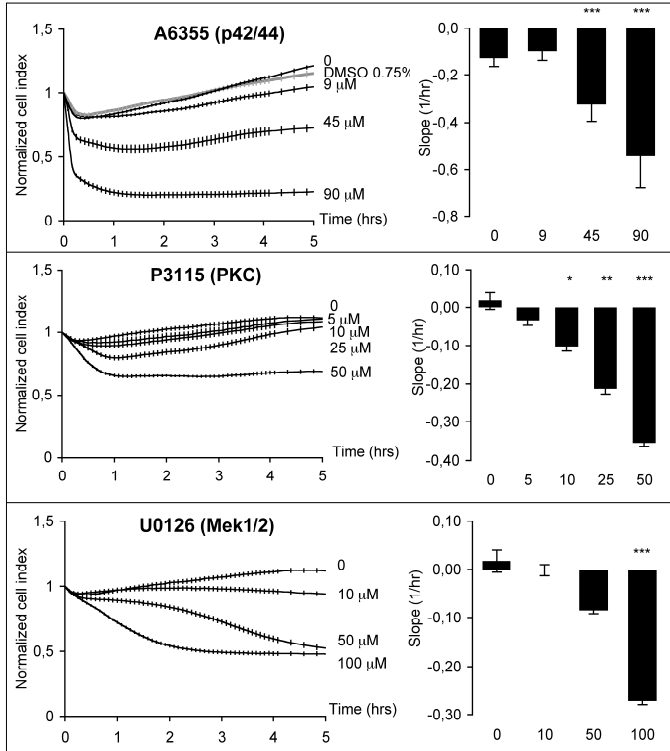 A6355 (p42/44)
Normalized cell index
1,5
1
0,5
0
0 1 2 3 4 5
Time (hrs)
0
DMSO 0.75%
9 μM
45 μM
90 μM
Slope (1/hr)
0,0
-0,2
-0,4
-0,6
-0,8
*** ***
0 9 45 90
P3115 (PKC)
Normalized cell index
1,5
1
0,5
0
0 1 2 3 4 5
Time (hrs)
0
5 μM
10 μM
25 μM
50 μM
Slope (1/hr)
0,10
0,00
-0,10
-0,20
-0,30
-0,40
* ** ***
0 5 10 25 50
U0126 (Mek1/2)
Normalized cell index
1,5
1
0,5
0
0 1 2 3 4 5
Time (hrs)
0
10 μM
50 μM
100 μM
Slope (1/hr)
0,10
0,00
-0,10
-0,20
-0,30
***
0 10 50 100